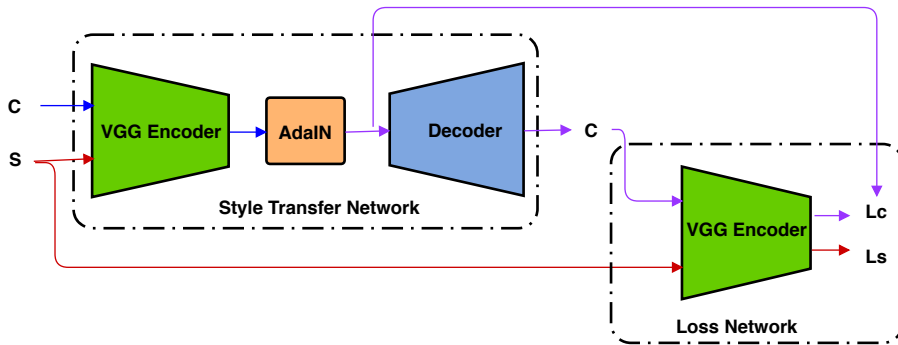 C
S
VGG Encoder
AdaIN
Decoder
C
Style Transfer Network
VGG Encoder
Lc
Ls
Loss Network